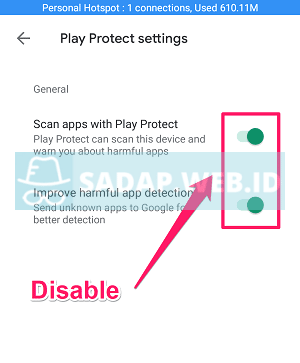 Personal Hotspot : 1 connections, Used 610.11M
Play Protect settings
General
Scan apps with Play Protect
Play Protect can scan this device and
warn you about harmful apps
SADAR WEB.ID
Improve harmful app detection
Send unknown apps to Google for
better detection
Disable